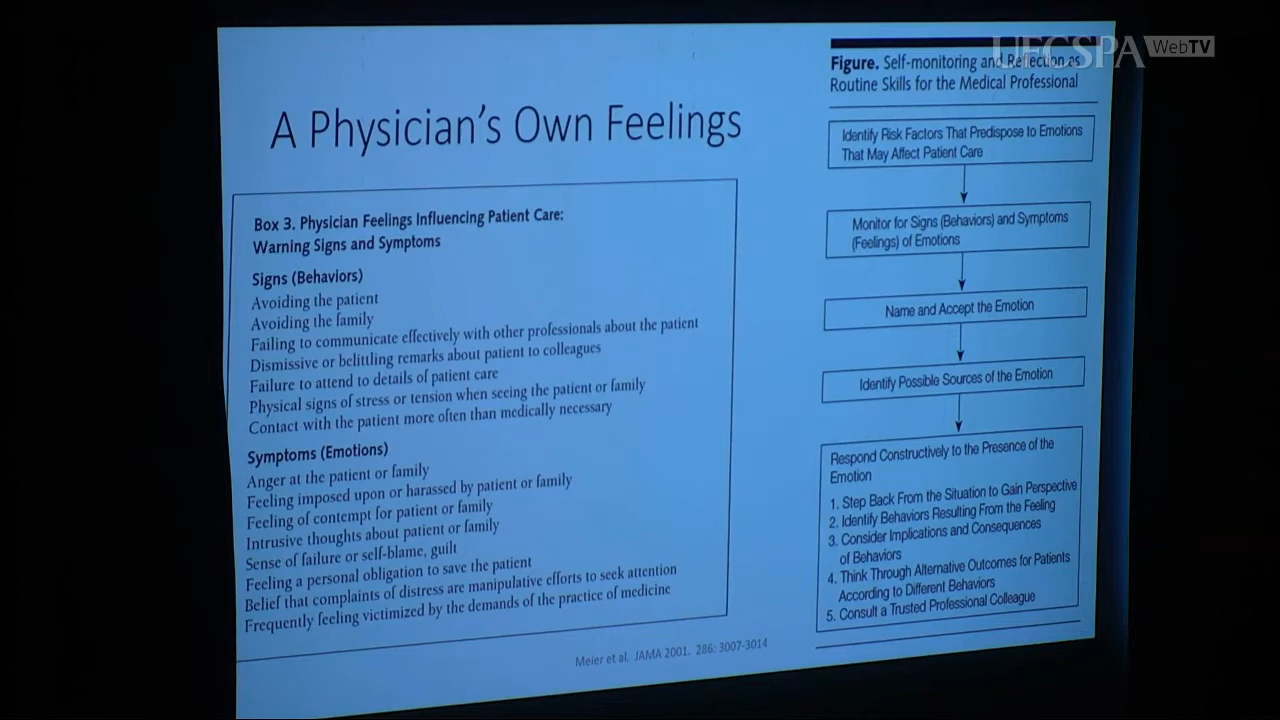 UFCSPA WebTV
A Physician's Own Feelings
Box 3. Physician Feelings Influencing Patient Care:
Warning Signs and Symptoms
Signs (Behaviors)
Avoiding the patient
Avoiding the family
Failing to communicate effectively with other professionals about the patient
Dismissive or belittling remarks about patient to colleagues
Failure to attend to details of patient care
Physical signs of stress or tension when seeing the patient or family
Contact with the patient more often than medically necessary
Symptoms (Emotions)
Anger at the patient or family
Feeling imposed upon or harassed by patient or family
Feeling of contempt for patient or family
Intrusive thoughts about patient or family
Sense of failure or self-blame, guilt
Feeling a personal obligation to save the patient
Belief that complaints of distress are manipulative efforts to seek attention
Frequently feeling victimized by the demands of the practice of medicine
Meier et al. JAMA 2001. 286: 3007-3014
Figure. Self-monitoring and Reflection as
Routine Skills for the Medical Professional
Identify Risk Factors That Predispose to Emotions
That May Affect Patient Care
Monitor for Signs (Behaviors) and Symptoms
(Feelings) of Emotions
Name and Accept the Emotion
Identify Possible Sources of the Emotion
Respond Constructively to the Presence of the
Emotion
1. Step Back From the Situation to Gain Perspective
2. Identify Behaviors Resulting From the Feeling
3. Consider Implications and Consequences
of Behaviors
4. Think Through Alternative Outcomes for Patients
According to Different Behaviors
5. Consult a Trusted Professional Colleague